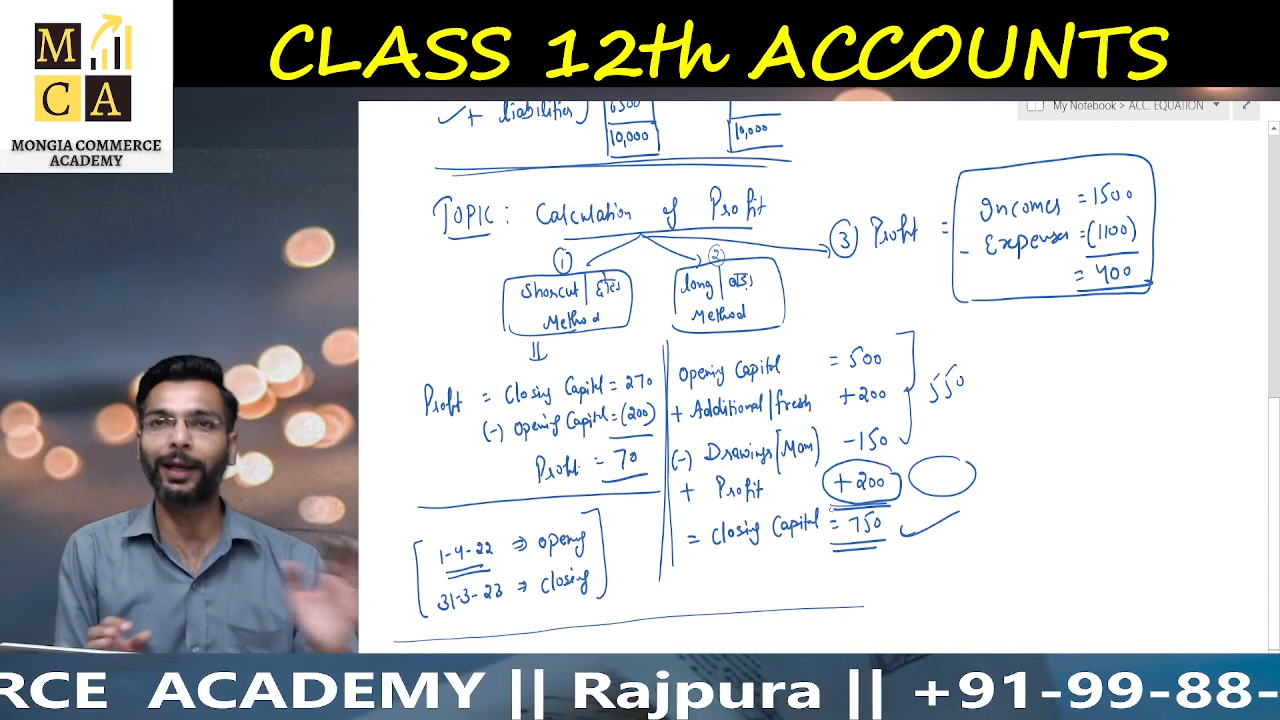 CLASS 12th ACCOUNTS
M
C A
MONGIA COMMERCE
ACADEMY
My Notebook > ACC. EQUATION
+ liabilities) 6500
10,000 10,000
TOPIC : Calculation of Profit
① ② ③ Profit =
Incomes = 1500
- Expenses = (1100)
= 400
Shorcut
Method
long
Method
Profit = Closing Capital = 270
(-) Opening Capital = (200)
Profit = 70
1-4-22 ⇒ opening
31-3-23 ⇒ closing
Opening Capital = 500
+ Additional / fresh +200
(-) Drawings [Mom] -150
550
+ Profit +200
= Closing Capital = 750
RCE ACADEMY || Rajpura || +91-99-88-